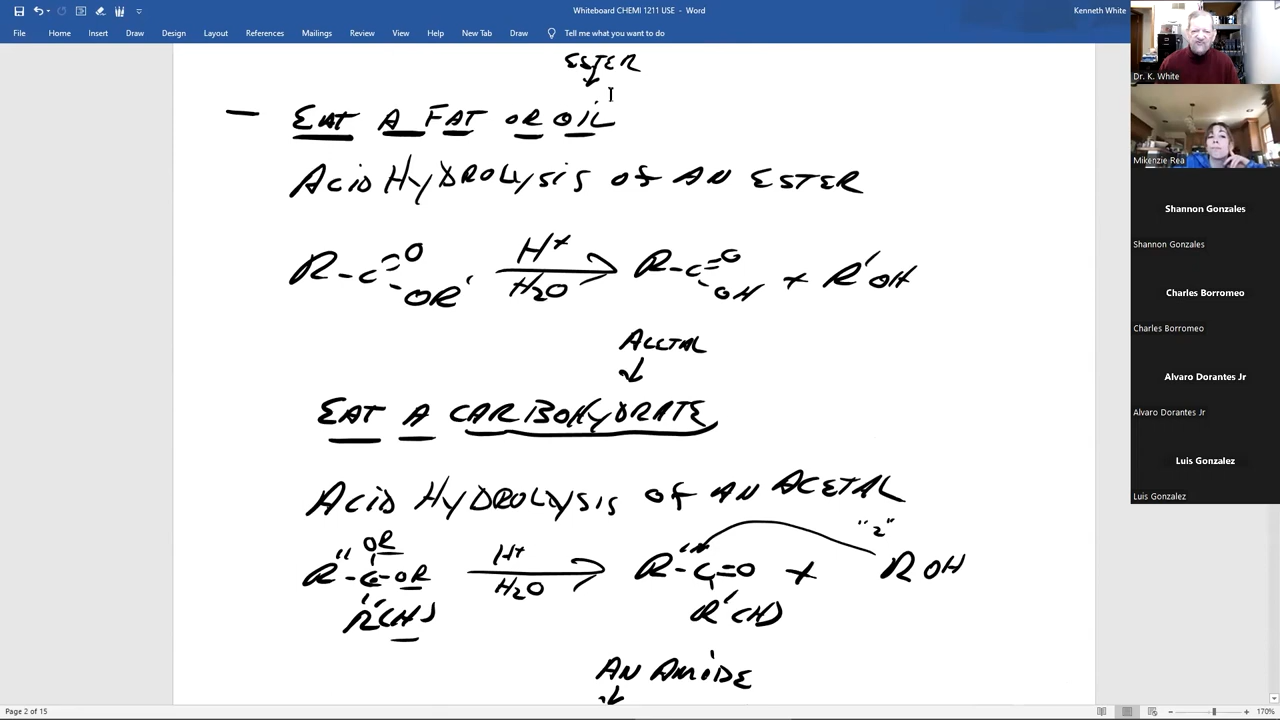 Whiteboard CHEMI 1211 USE - Word
Kenneth White
File Home Insert Draw Design Layout References Mailings Review View Help New Tab Draw Tell me what you want to do
ESTER
— EAT A FAT OR OIL
ACID HYDROLYSIS OF AN ESTER
R-C=O OR' H+ H2O R-C=O OH + R'OH
ACETAL
EAT A CARBOHYDRATE
ACID HYDROLYSIS OF AN ACETAL
"2"
R"-C-OR OR R'(H) H+ H2O R"-C=O R'(H) + ROH
AN AMIDE
Dr. K. White
Mikenzie Rea
Shannon Gonzales
Shannon Gonzales
Charles Borromeo
Charles Borromeo
Alvaro Dorantes Jr
Alvaro Dorantes Jr
Luis Gonzalez
Luis Gonzalez
Page 2 of 15
170%